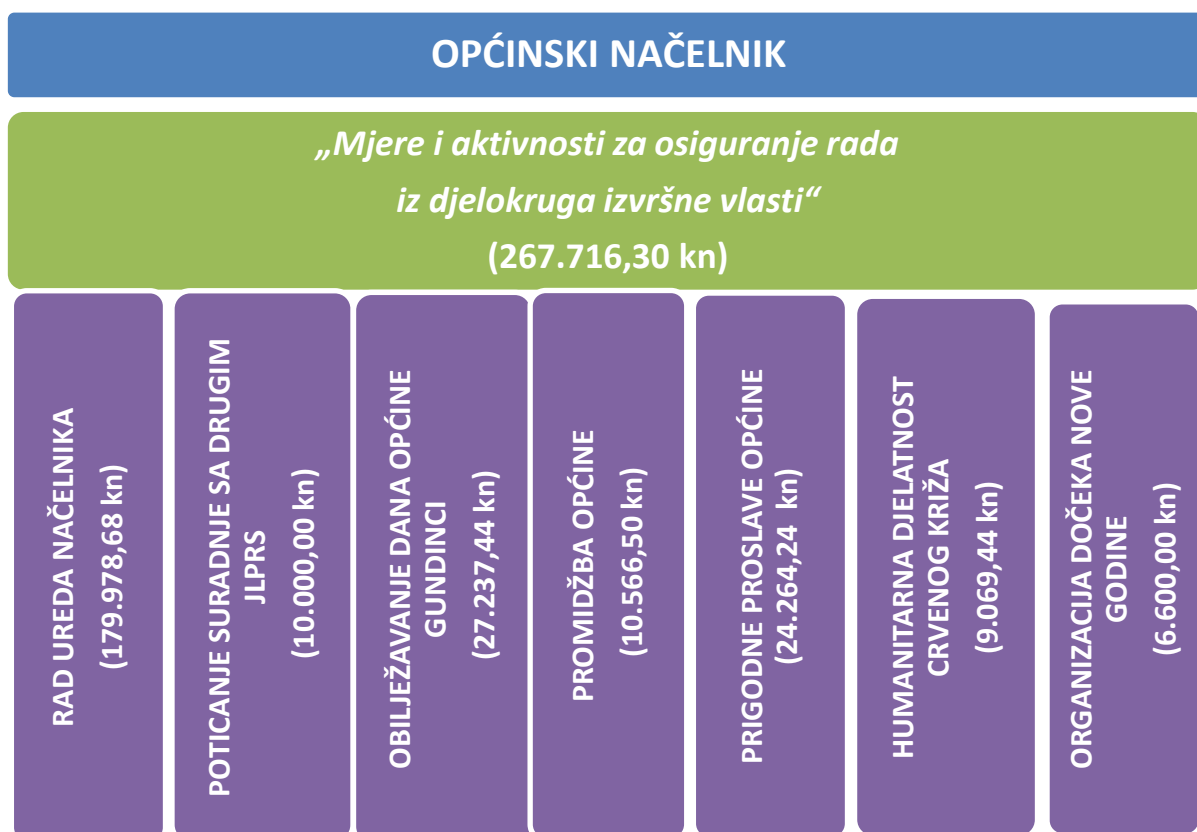 OPĆINSKI NAČELNIK
„Mjere i aktivnosti za osiguranje rada
iz djelokruga izvršne vlasti“
(267.716,30 kn)
RAD UREDA NAČELNIKA
(179.978,68 kn)
POTICANJE SURADNJE SA DRUGIM
JLPRS
(10.000,00 kn)
OBILJEŽAVANJE DANA OPĆINE
GUNDINCI
(27.237,44 kn)
PROMIDŽBA OPĆINE
(10.566,50 kn)
PRIGODNE PROSLAVE OPĆINE
(24.264,24 kn)
HUMANITARNA DJELATNOST
CRVENOG KRIŽA
(9.069,44 kn)
ORGANIZACIJA DOČEKA NOVE
GODINE
(6.600,00 kn)